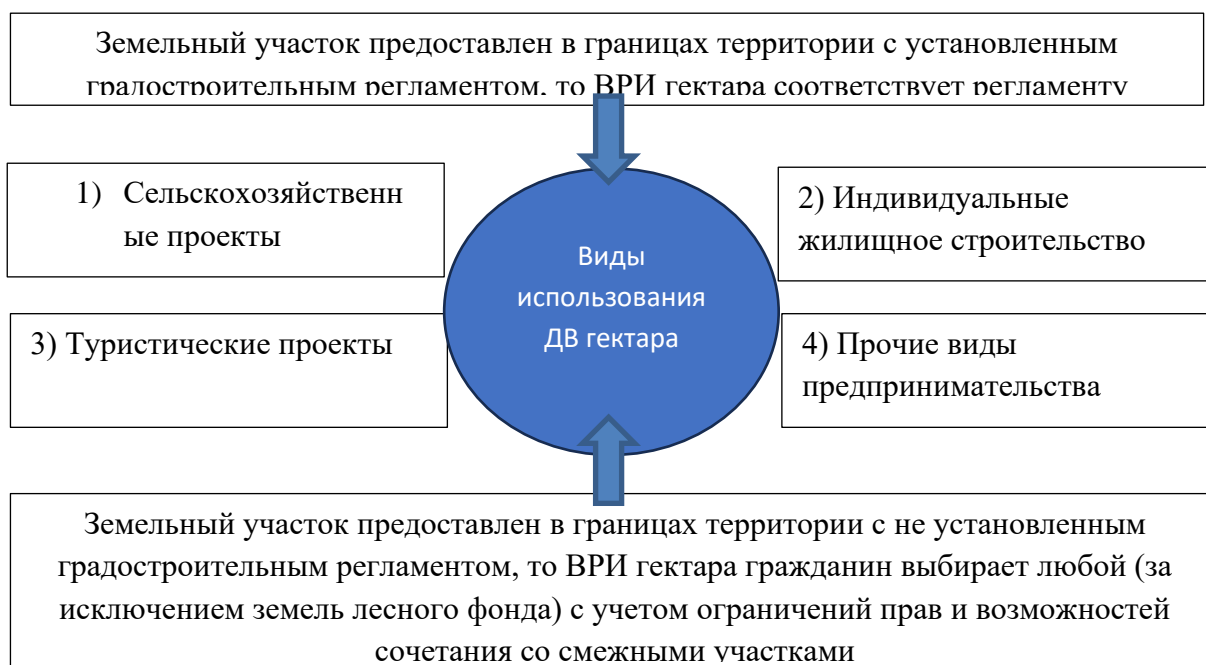 Земельный участок предоставлен в границах территории с установленным
градостроительным регламентом, то ВРИ гектара соответствует регламенту
1) Сельскохозяйственн
ые проекты
2) Индивидуальные
жилищное строительство
Виды
использования
ДВ гектара
3) Туристические проекты
4) Прочие виды
предпринимательства
Земельный участок предоставлен в границах территории с не установленным
градостроительным регламентом, то ВРИ гектара гражданин выбирает любой (за
исключением земель лесного фонда) с учетом ограничений прав и возможностей
сочетания со смежными участками